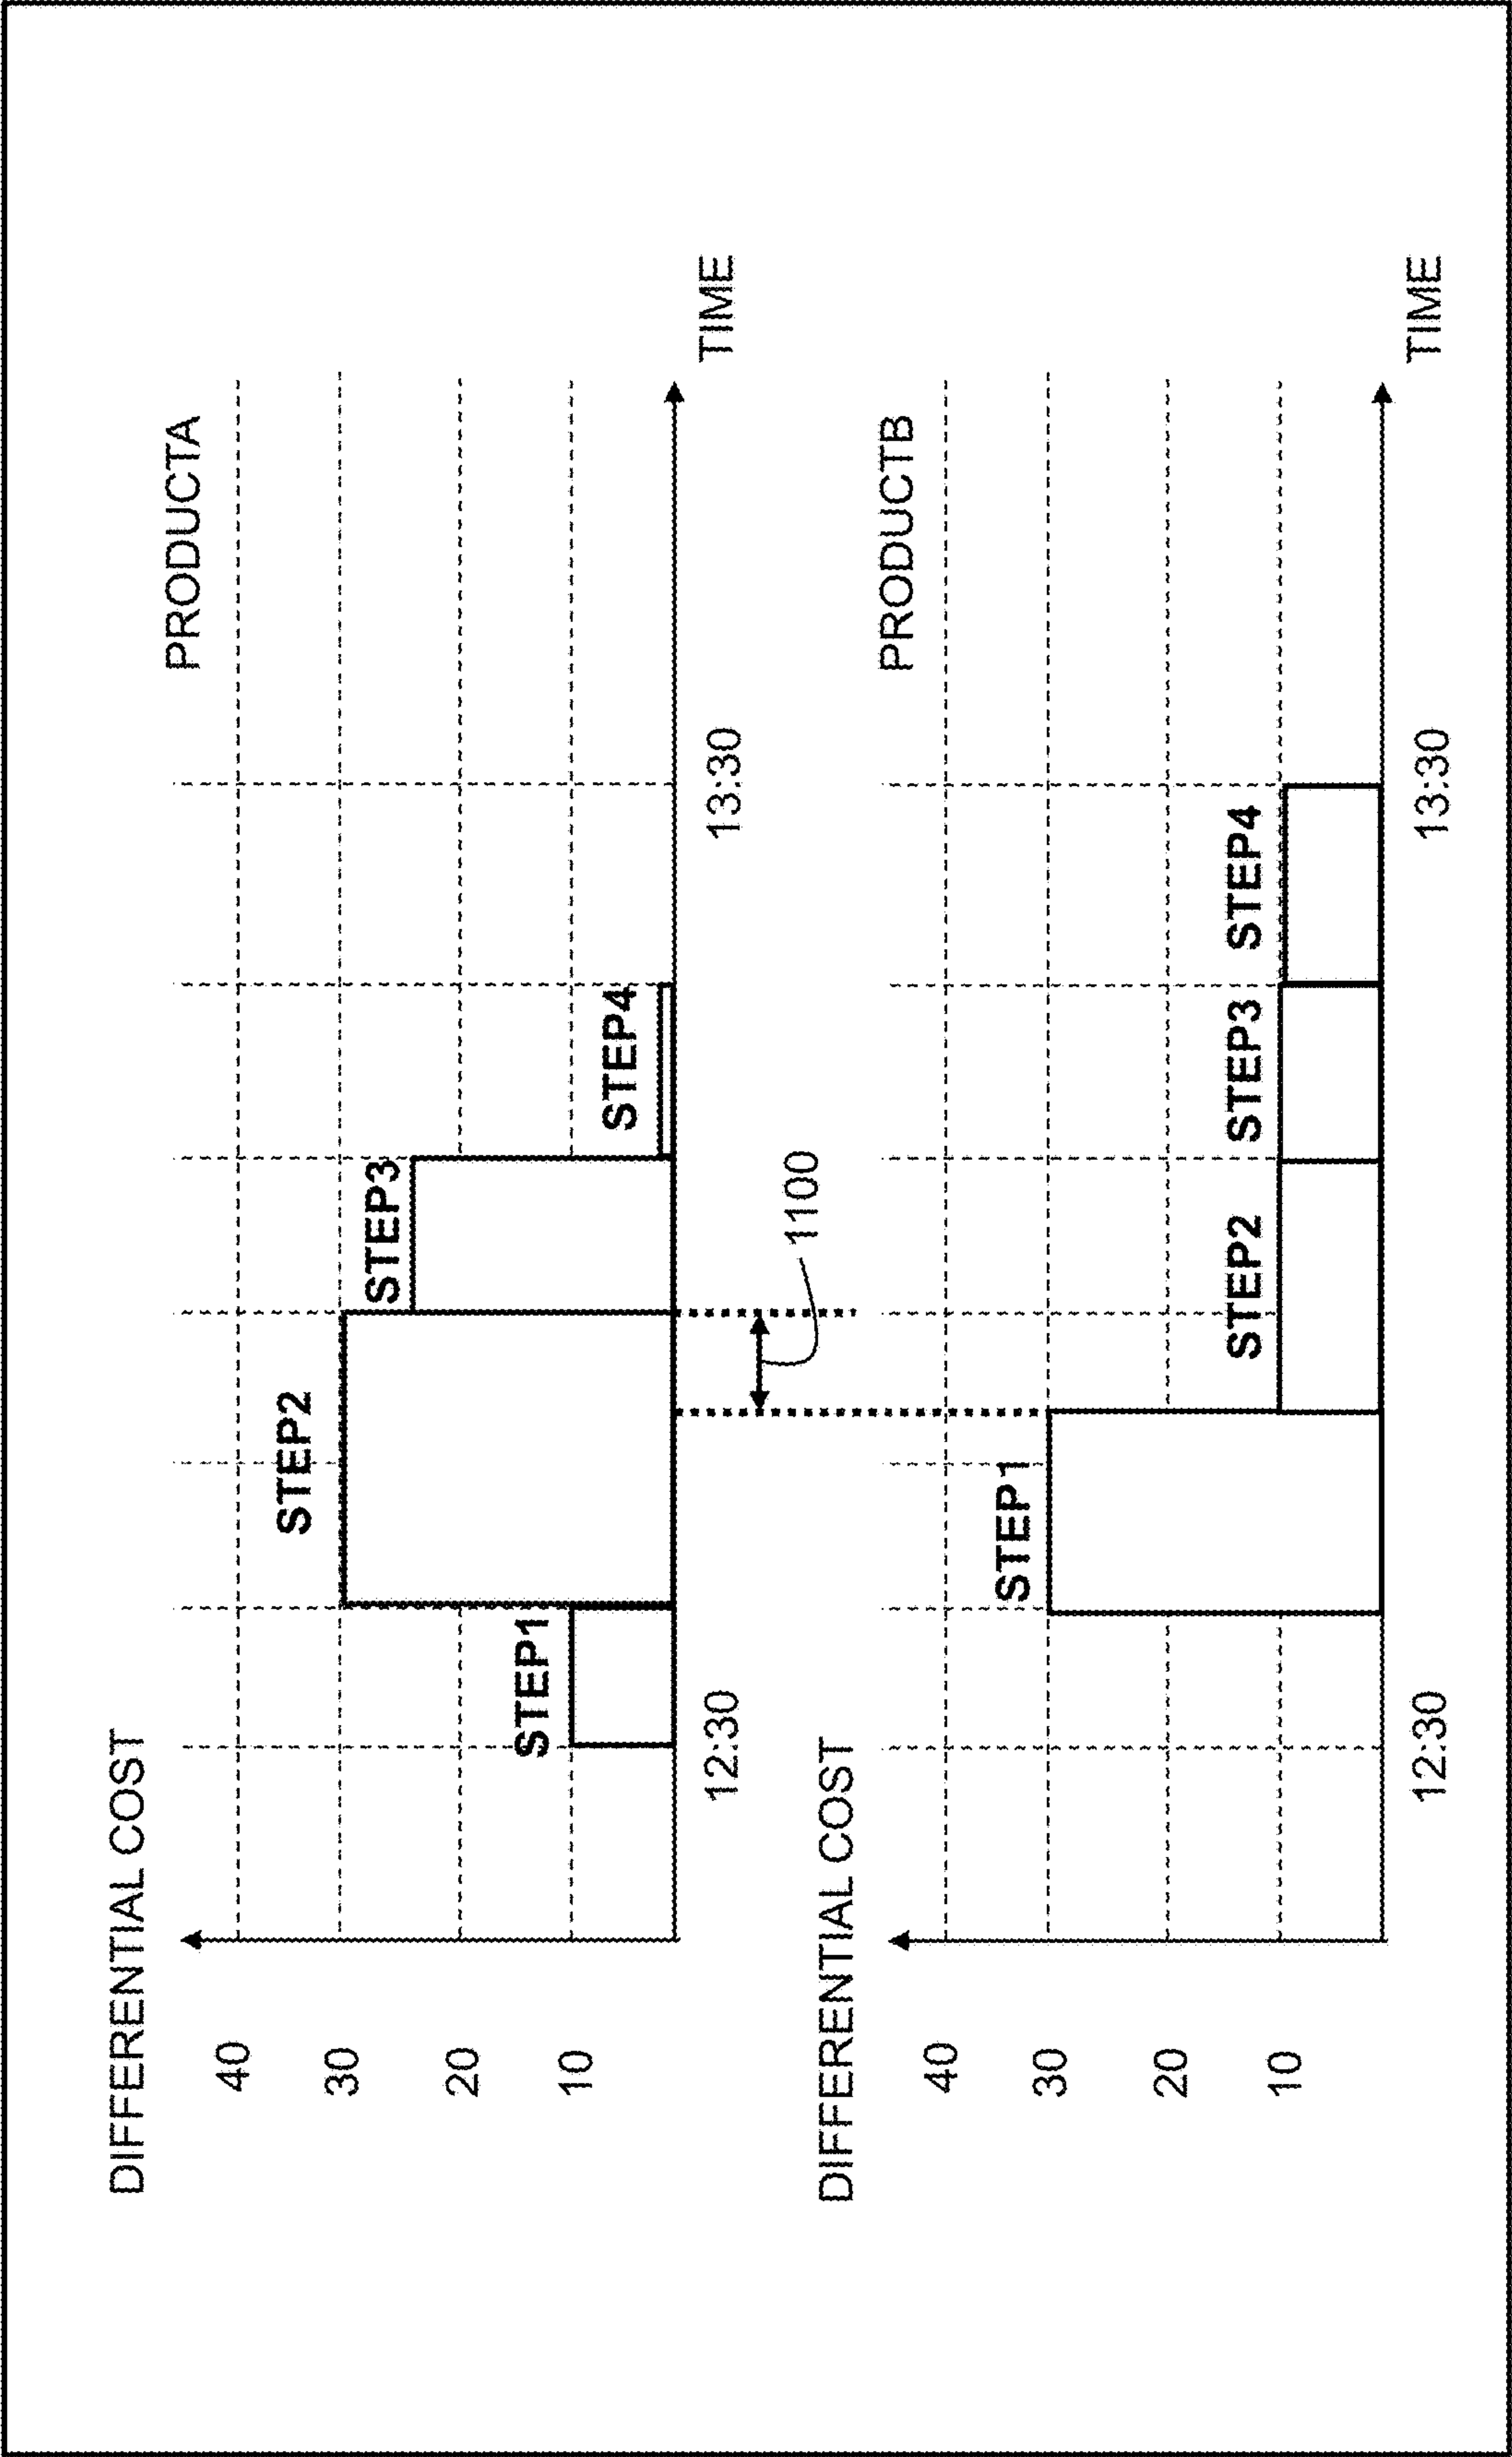 DIFFERENTIAL COST
PRODUCTA
40
30
20
10
STEP1
STEP2
STEP3
STEP4
12:30
13:30
TIME
1100
DIFFERENTIAL COST
PRODUCTB
40
30
20
10
STEP1
STEP2
STEP3
STEP4
12:30
13:30
TIME